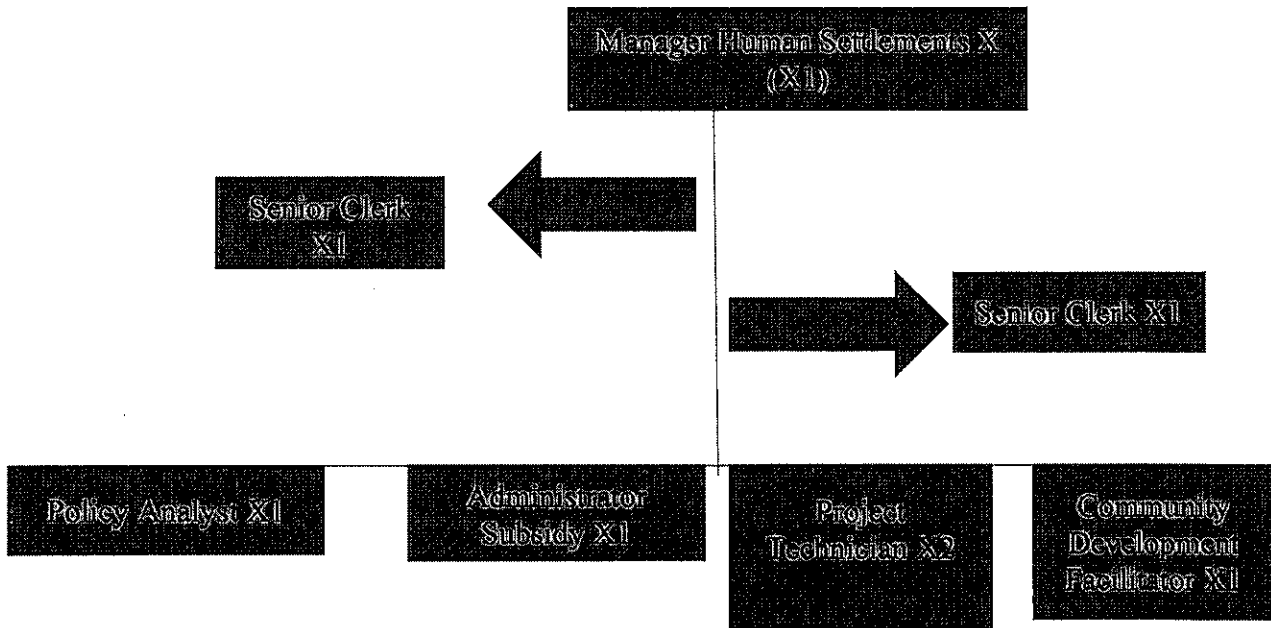 Manager Human Settlements X
(X1)
Senior Clerk
X1
Senior Clerk X1
Policy Analyst X1
Administrator
Subsidy X1
Project
Technician X2
Community
Development
Facilitator X1